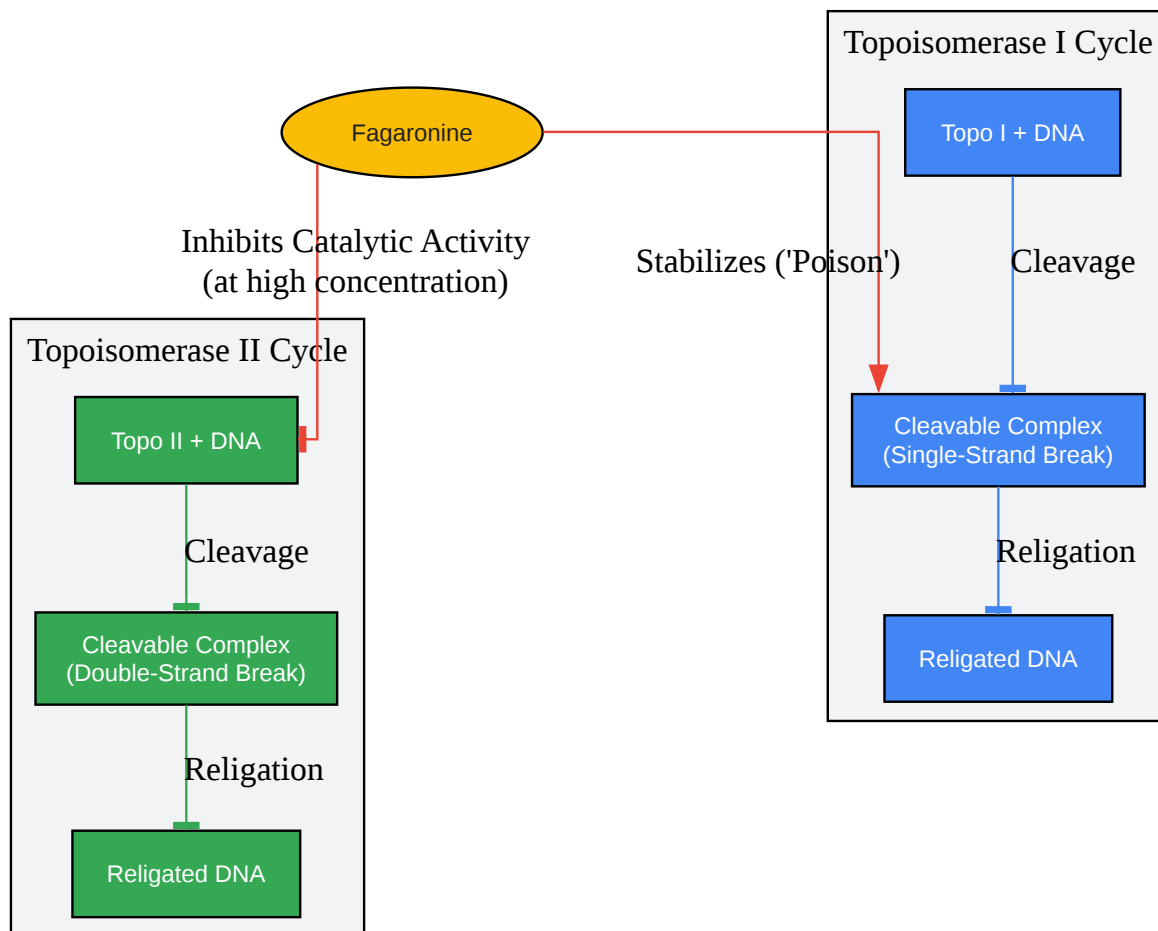 Topoisomerase I Cycle
Topo I + DNA
Fagaronine
Inhibits Catalytic Activity
(at high concentration)
Stabilizes ('Poison')
Cleavage
Topoisomerase II Cycle
Topo II + DNA
Cleavable Complex
(Single-Strand Break)
Cleavage
Religation
Cleavable Complex
(Double-Strand Break)
Religated DNA
Religation
Religated DNA